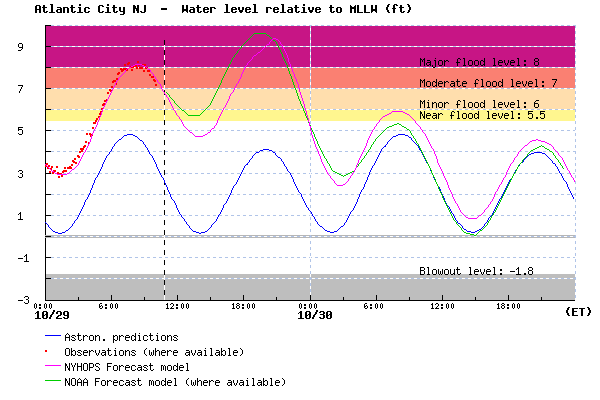 Atlantic City NJ - Water level relative to MLLW (ft)
9
Major flood level: 8
7
Moderate flood level: 7
Minor flood level: 6
Near flood level: 5.5
5
3
1
-1
Blowout level: -1.8
-3
0:00 6:00 12:00 18:00 0:00 6:00 12:00 18:00
10/29 10/30 (ET)
Astron. predictions
Observations (where available)
NYHOPS Forecast model
NOAA Forecast model (where available)